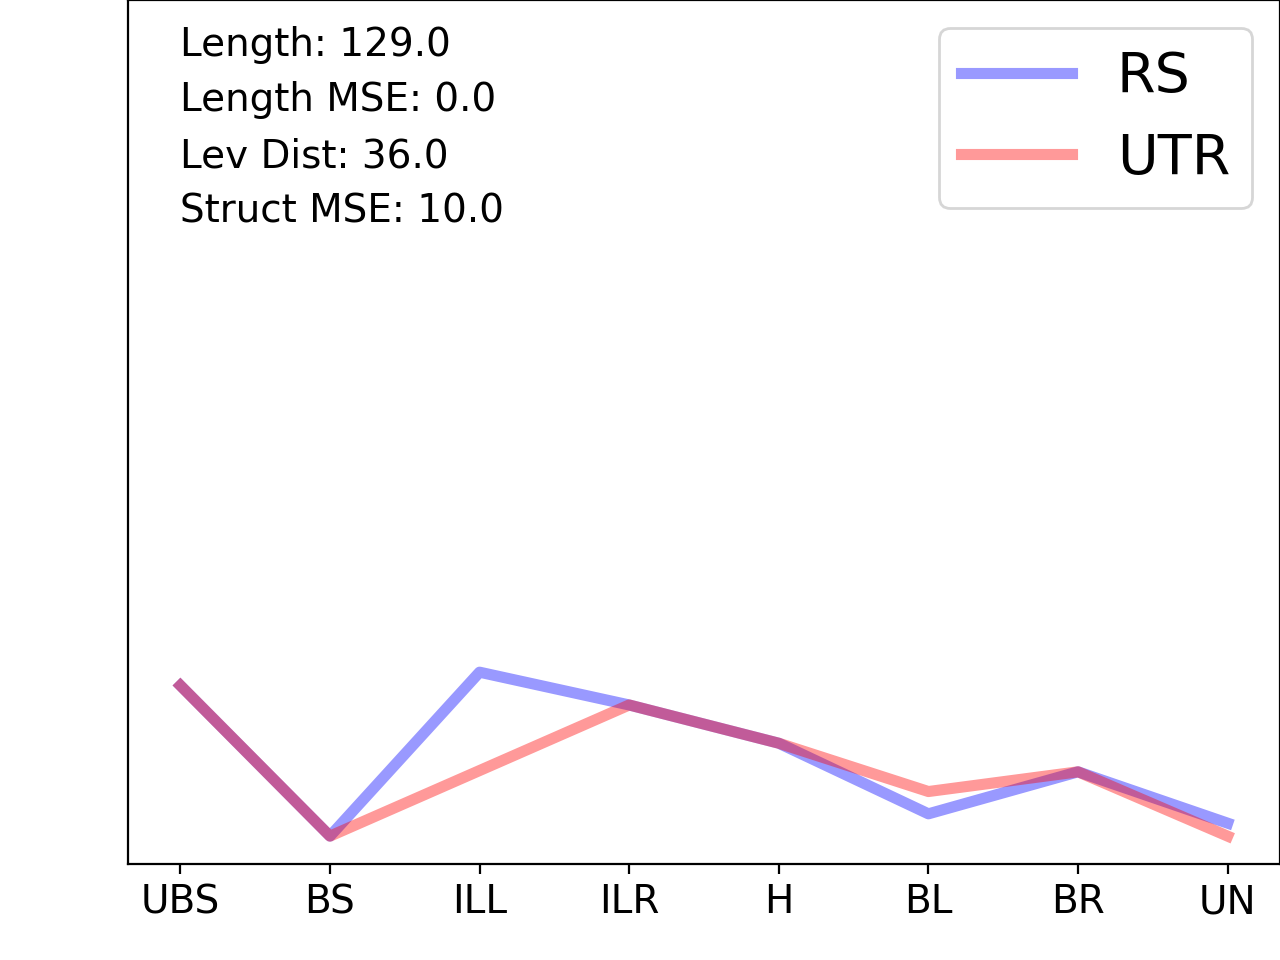 Length: 129.0
Length MSE: 0.0
Lev Dist: 36.0
Struct MSE: 10.0
RS
UTR
UBS BS ILL ILR H BL BR UN